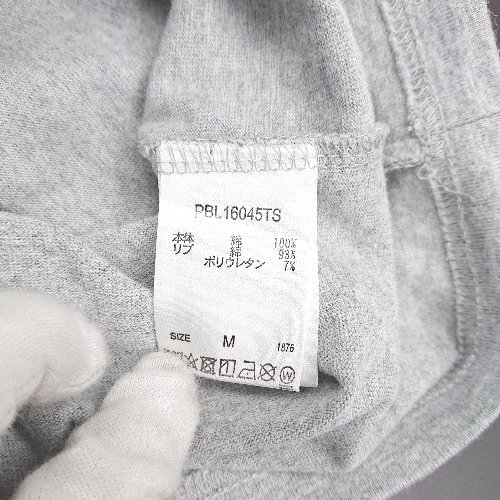 PBL16045TS
本体 綿 100%
リブ 綿 93%
ポリウレタン 7%
SIZE M 1876
W